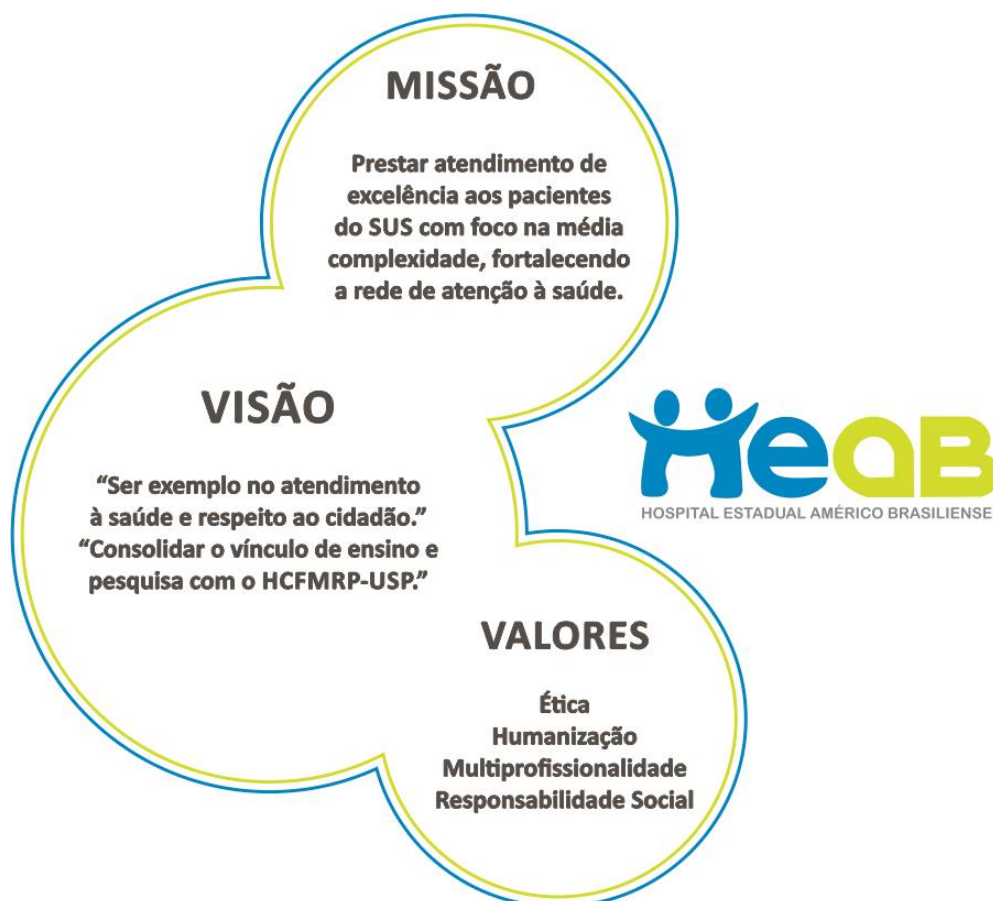 MISSÃO
Prestar atendimento de
excelência aos pacientes
do SUS com foco na média
complexidade, fortalecendo
a rede de atenção à saúde.
VISÃO
“Ser exemplo no atendimento
à saúde e respeito ao cidadão.”
“Consolidar o vínculo de ensino e
pesquisa com o HCFMRP-USP.”
HeaB
HOSPITAL ESTADUAL AMÉRICO BRASILIENSE
VALORES
Ética
Humanização
Multiprofissionalidade
Responsabilidade Social